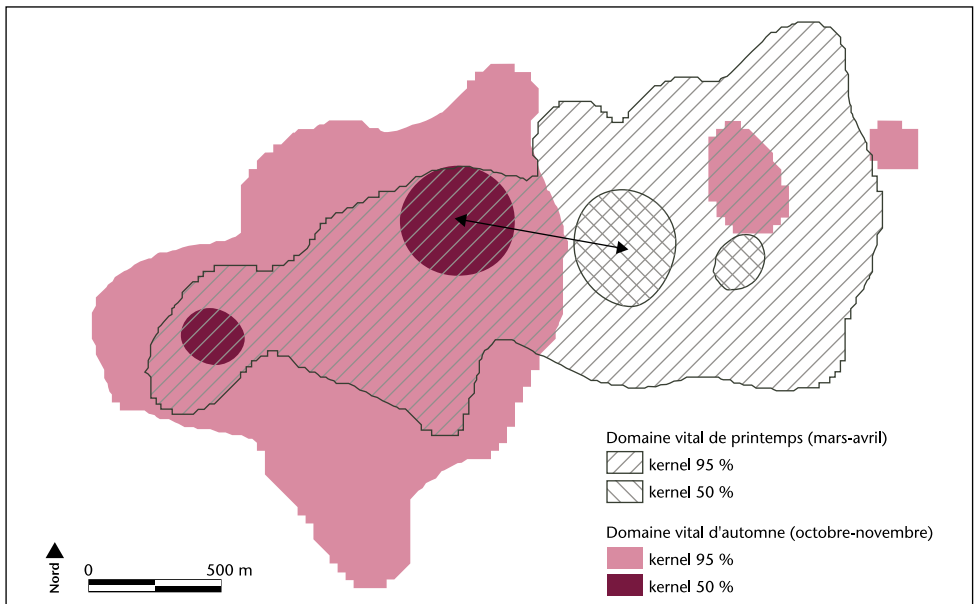 Domaine vital de printemps (mars-avril)
kernel 95 %
kernel 50 %
Domaine vital d'automne (octobre-novembre)
kernel 95 %
kernel 50 %
Nord
0 500 m